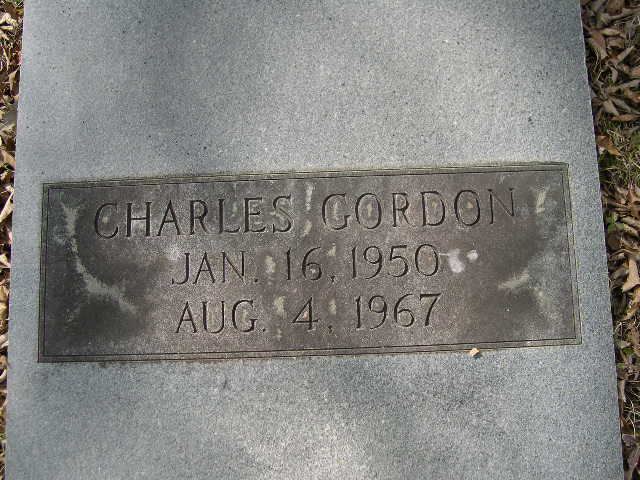 CHARLES GORDON
JAN. 16, 1950
AUG. 4, 1967